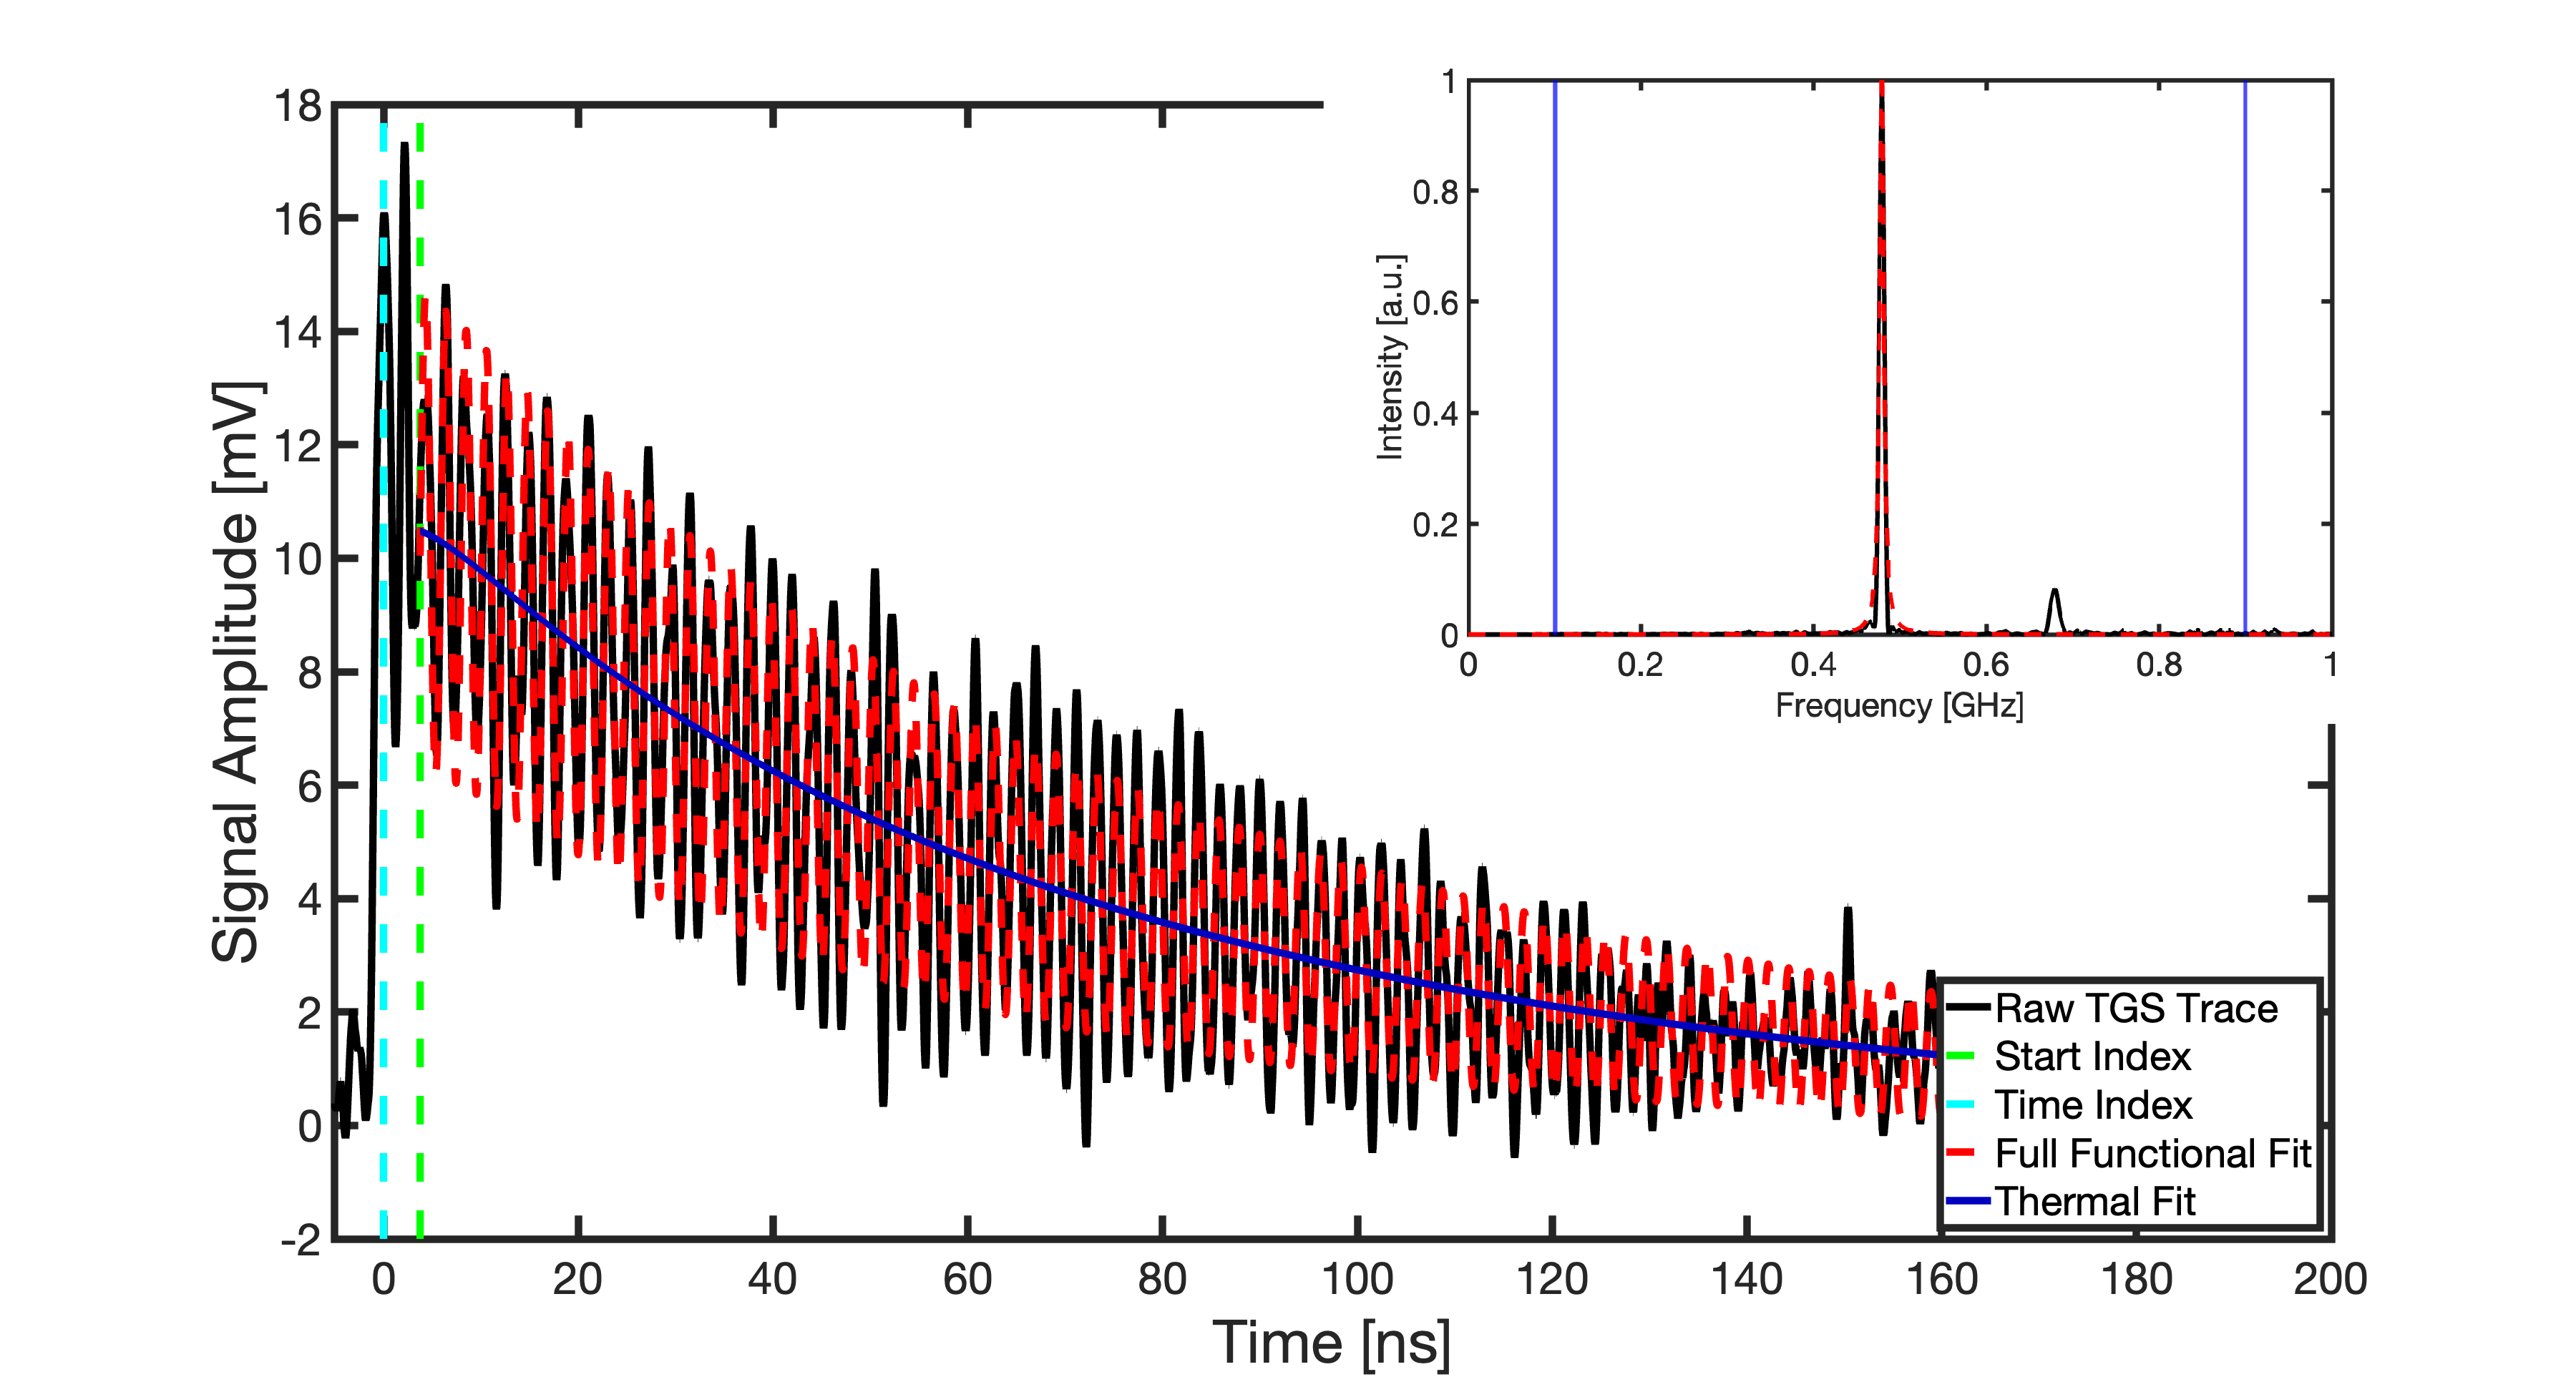 18
16
14
12
10
8
6
4
2
0
-2
Signal Amplitude [mV]
0 20 40 60 80 100 120 140 160 180 200
Time [ns]
1
0.8
0.6
0.4
0.2
0
Intensity [a.u.]
0 0.2 0.4 0.6 0.8 1
Frequency [GHz]
Raw TGS Trace
Start Index
Time Index
Full Functional Fit
Thermal Fit